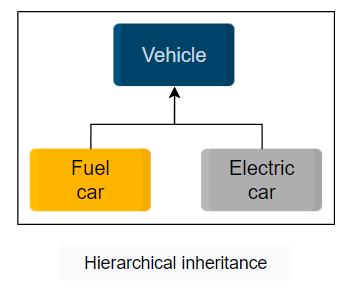 Vehicle
Fuel
car
Electric
car
Hierarchical inheritance